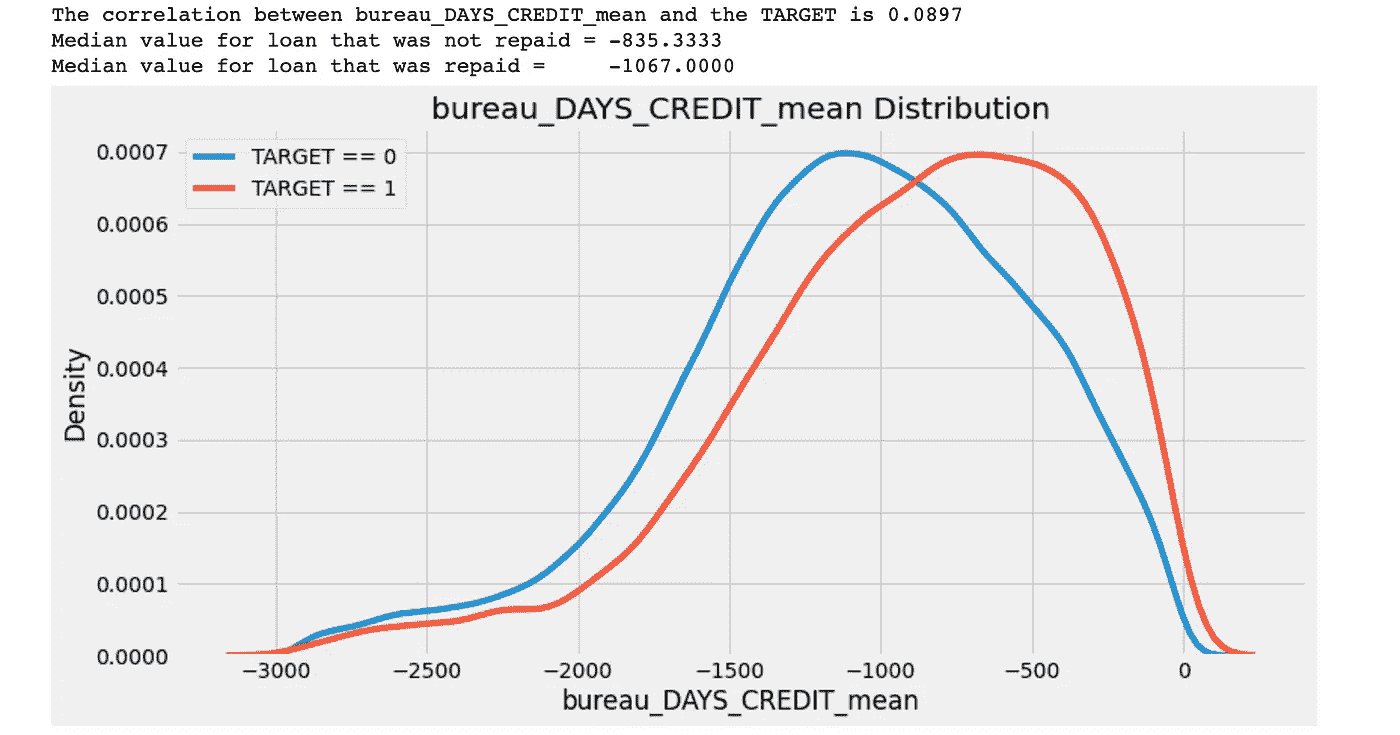 The correlation between bureau_DAYS_CREDIT_mean and the TARGET is 0.0897
Median value for loan that was not repaid = -835.3333
Median value for loan that was repaid =     -1067.0000
bureau_DAYS_CREDIT_mean Distribution
TARGET == 0
TARGET == 1
Density
0.0007
0.0006
0.0005
0.0004
0.0003
0.0002
0.0001
0.0000
−3000 −2500 −2000 −1500 −1000 −500 0
bureau_DAYS_CREDIT_mean